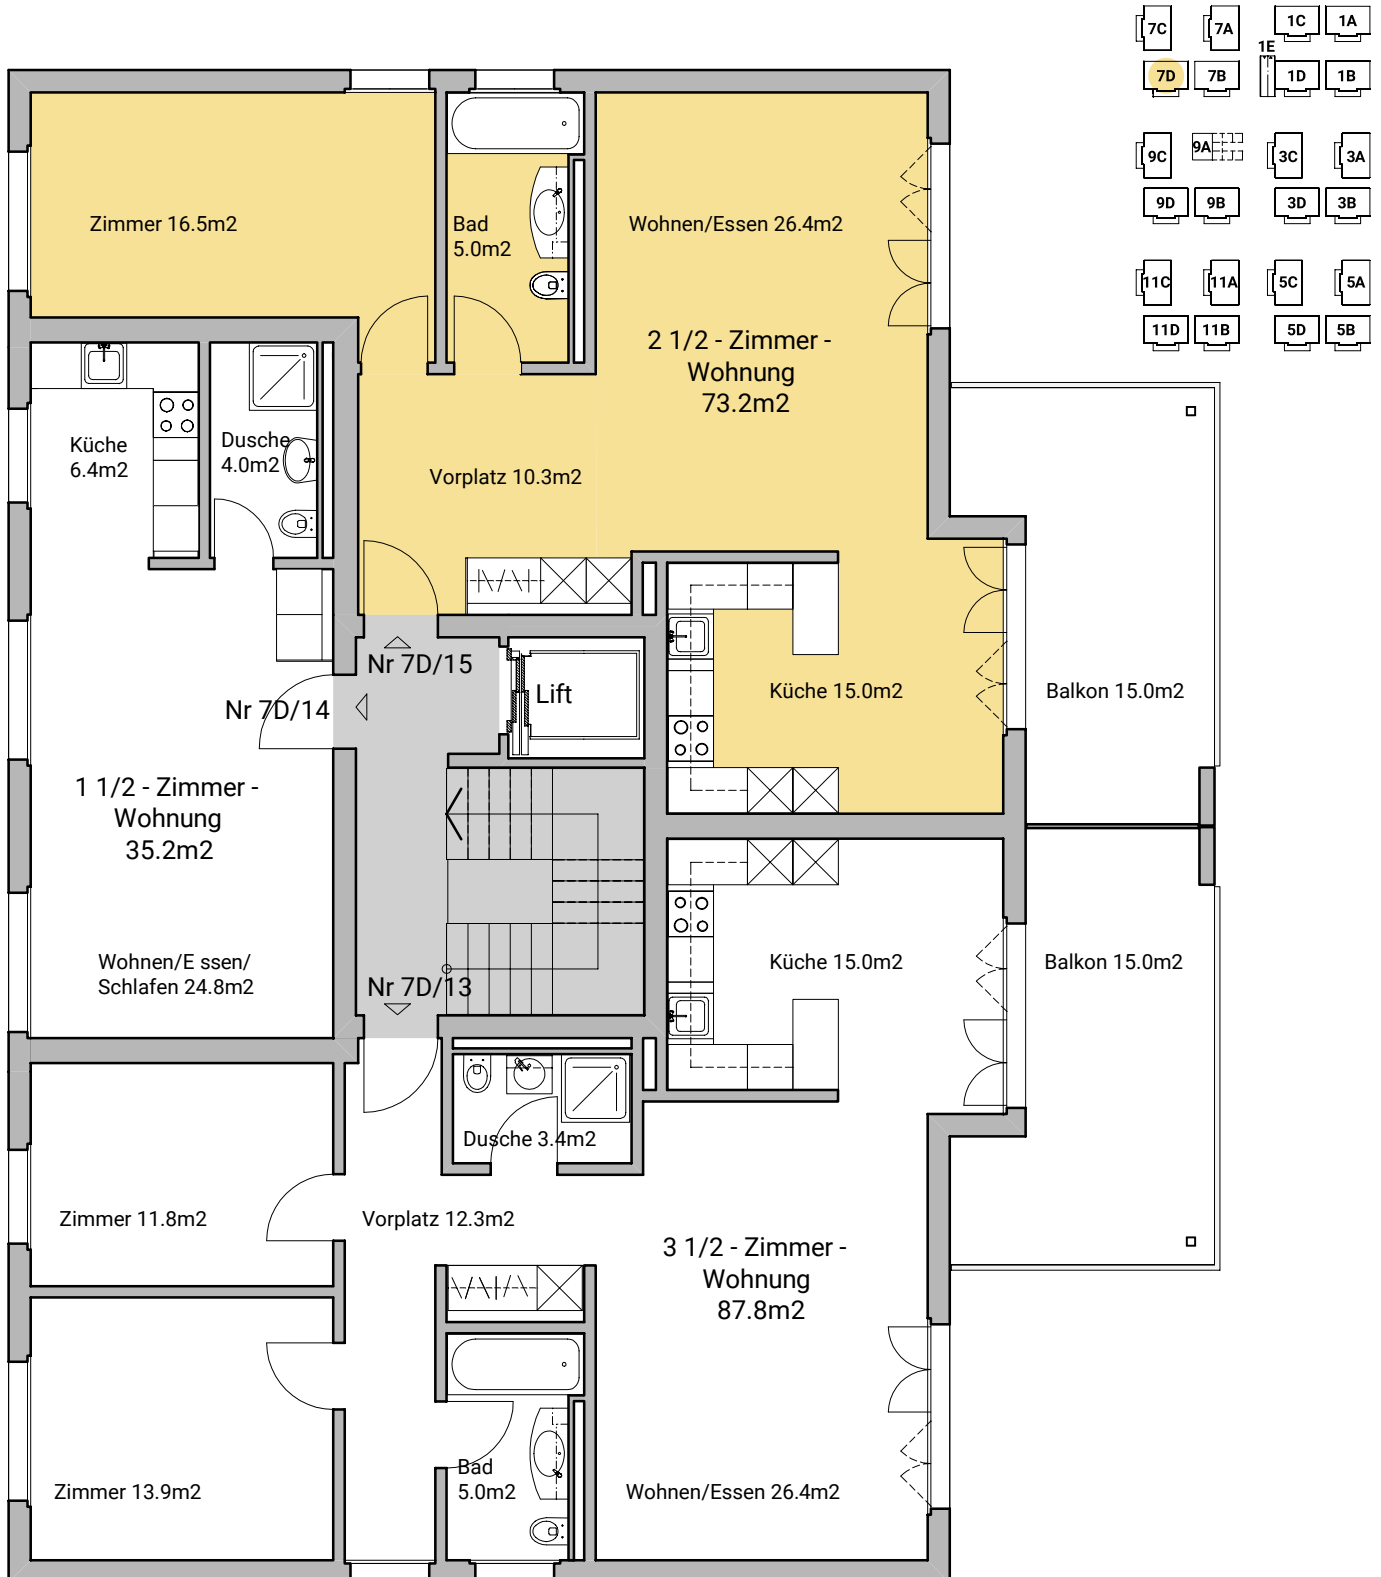 7C
7A
1C
1A
1E
7D
7B
1D
1B
9C
9A
3C
3A
9D
9B
3D
3B
11C
11A
5C
5A
11D
11B
5D
5B
Zimmer 16.5m2
Bad
5.0m2
Wohnen/Essen 26.4m2
2 1/2 - Zimmer -
Wohnung
73.2m2
Küche
6.4m2
Dusche
4.0m2
Vorplatz 10.3m2
Nr 7D/15
Nr 7D/14
Lift
Küche 15.0m2
Balkon 15.0m2
1 1/2 - Zimmer -
Wohnung
35.2m2
Wohnen/E ssen/
Schlafen 24.8m2
Nr 7D/13
Küche 15.0m2
Balkon 15.0m2
Dusche 3.4m2
Zimmer 11.8m2
Vorplatz 12.3m2
3 1/2 - Zimmer -
Wohnung
87.8m2
Zimmer 13.9m2
Bad
5.0m2
Wohnen/Essen 26.4m2